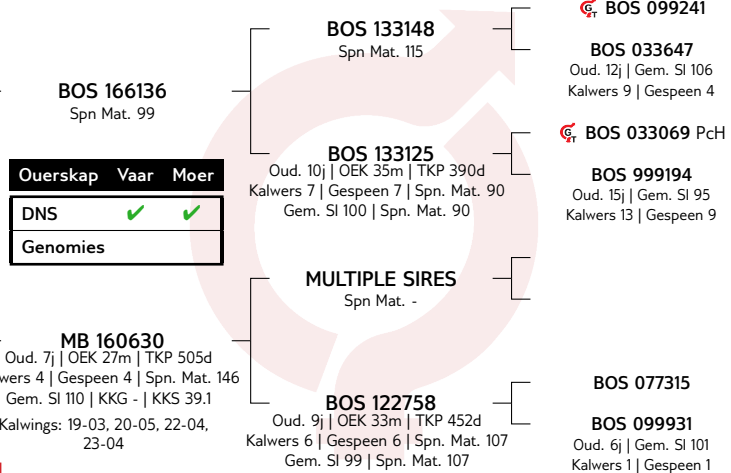 BOS 099241
BOS 133148
Spn Mat. 115
BOS 033647
Oud. 12j | Gem. SI 106
Kalwers 9 | Gespeen 4
BOS 166136
Spn Mat. 99
BOS 033069 PcH
BOS 133125
Oud. 10j | OEK 35m | TKP 390d
Kalwers 7 | Gespeen 7 | Spn. Mat. 90
Gem. SI 100 | Spn. Mat. 90
BOS 999194
Oud. 15j | Gem. SI 95
Kalwers 13 | Gespeen 9
Ouerskap Vaar Moer
DNS ✔ ✔
Genomies
MULTIPLE SIRES
Spn Mat. -
MB 160630
Oud. 7j | OEK 27m | TKP 505d
wers 4 | Gespeen 4 | Spn. Mat. 146
Gem. SI 110 | KKG - | KKS 39.1
Kalwings: 19-03, 20-05, 22-04,
23-04
BOS 077315
BOS 122758
Oud. 9j | OEK 33m | TKP 452d
Kalwers 6 | Gespeen 6 | Spn. Mat. 107
Gem. SI 99 | Spn. Mat. 107
BOS 099931
Oud. 6j | Gem. SI 101
Kalwers 1 | Gespeen 1